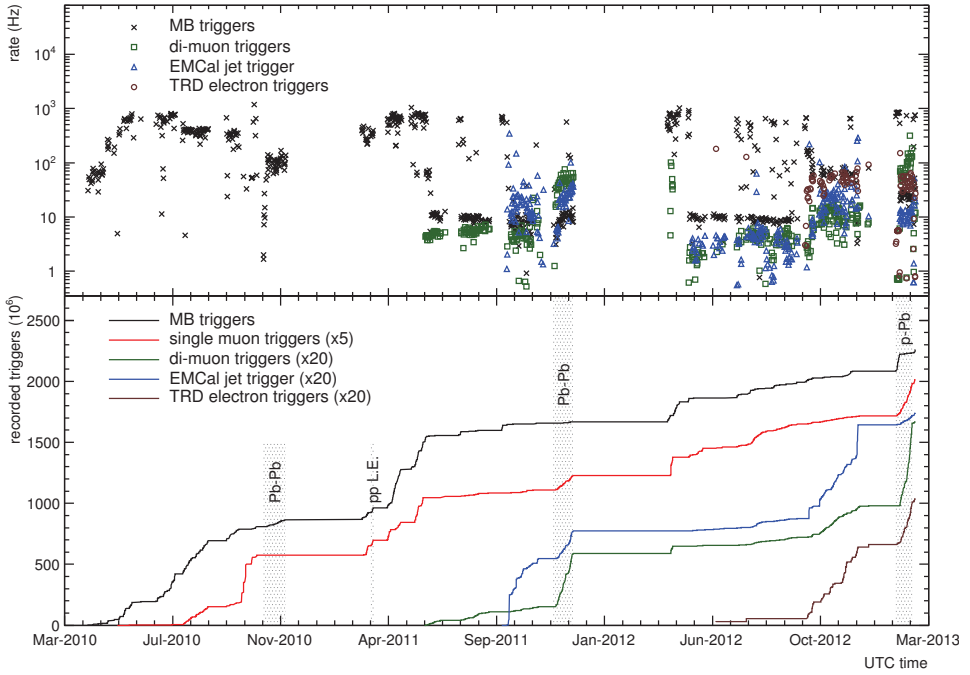 rate (Hz)
10⁴
10³
10²
10
1
MB triggers
di-muon triggers
EMCal jet trigger
TRD electron triggers
recorded triggers (10⁶)
2500
2000
1500
1000
500
0
MB triggers
single muon triggers (x5)
di-muon triggers (x20)
EMCal jet trigger (x20)
TRD electron triggers (x20)
Pb-Pb
pp L.E.
Pb-Pb
p-Pb
Mar-2010 Jul-2010 Nov-2010 Apr-2011 Sep-2011 Jan-2012 Jun-2012 Oct-2012 Mar-2013
UTC time